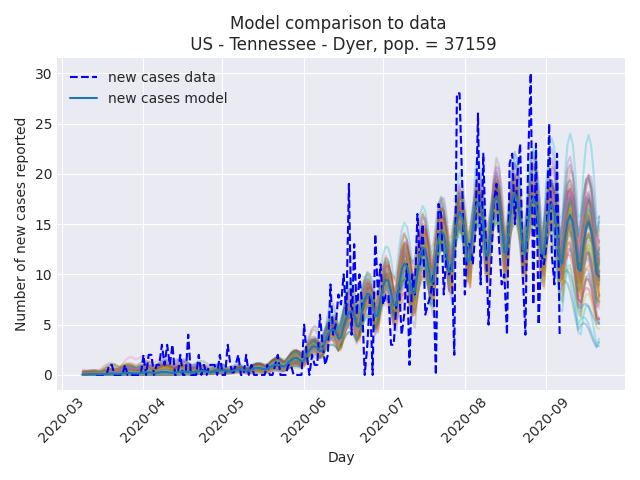 Model comparison to data
US - Tennessee - Dyer, pop. = 37159
new cases data
new cases model
Number of new cases reported
30
25
20
15
10
5
0
2020-03
2020-04
2020-05
2020-06
2020-07
2020-08
2020-09
Day